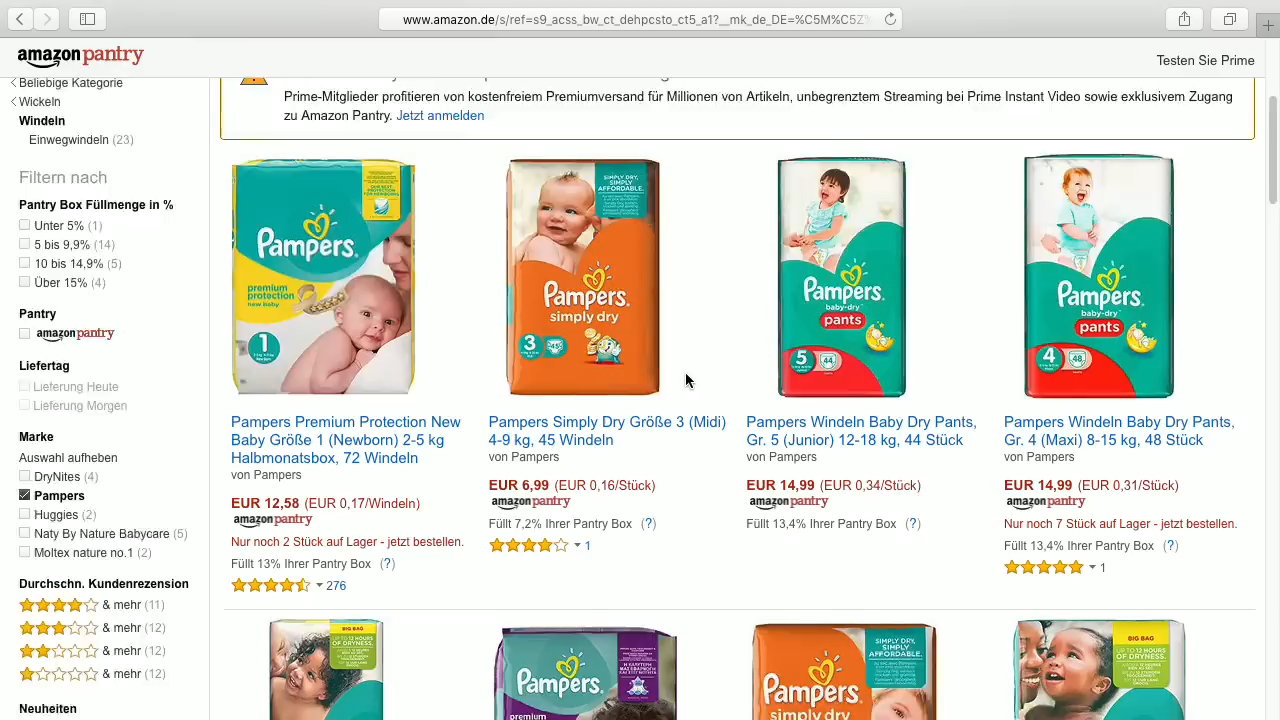 www.amazon.de/s/ref=s9_acss_bw_ct_dehpcsto_ct5_a1?__mk_de_DE=%C5M%C5Z
amazonpantry
Testen Sie Prime
Beliebige Kategorie
Wickeln
Windeln
Einwegwindeln (23)
Filtern nach
Pantry Box Füllmenge in %
Unter 5% (1)
5 bis 9,9% (14)
10 bis 14,9% (5)
Über 15% (4)
Pantry
amazonpantry
Liefertag
Lieferung Heute
Lieferung Morgen
Marke
Auswahl aufheben
DryNites (4)
Pampers
Huggies (2)
Naty By Nature Babycare (5)
Moltex nature no.1 (2)
Durchschn. Kundenrezension
& mehr (11)
& mehr (12)
& mehr (12)
& mehr (12)
Neuheiten
Prime-Mitglieder profitieren von kostenfreiem Premiumversand für Millionen von Artikeln, unbegrenztem Streaming bei Prime Instant Video sowie exklusivem Zugang
zu Amazon Pantry. Jetzt anmelden
Pampers
premium
protection
new baby
1
SIMPLY DRY,
SIMPLY
AFFORDABLE.
Pampers
simply dry
3
45
Pampers
baby-dry
pants
5
44
Pampers
baby-dry
pants
4
48
Pampers Premium Protection New
Baby Größe 1 (Newborn) 2-5 kg
Halbmonatsbox, 72 Windeln
von Pampers
EUR 12,58 (EUR 0,17/Windeln)
amazonpantry
Nur noch 2 Stück auf Lager - jetzt bestellen.
Füllt 13% Ihrer Pantry Box (?)
276
Pampers Simply Dry Größe 3 (Midi)
4-9 kg, 45 Windeln
von Pampers
EUR 6,99 (EUR 0,16/Stück)
amazonpantry
Füllt 7,2% Ihrer Pantry Box (?)
1
Pampers Windeln Baby Dry Pants,
Gr. 5 (Junior) 12-18 kg, 44 Stück
von Pampers
EUR 14,99 (EUR 0,34/Stück)
amazonpantry
Füllt 13,4% Ihrer Pantry Box (?)
Pampers Windeln Baby Dry Pants,
Gr. 4 (Maxi) 8-15 kg, 48 Stück
von Pampers
EUR 14,99 (EUR 0,31/Stück)
amazonpantry
Nur noch 7 Stück auf Lager - jetzt bestellen.
Füllt 13,4% Ihrer Pantry Box (?)
1
BIG BAG
UP TO 12 HOURS
OF DRYNESS.
Pampers
premium
SIMPLY DRY,
SIMPLY
AFFORDABLE.
Pampers
simply dry
BIG BAG
UP TO 12 HOURS
OF DRYNESS.